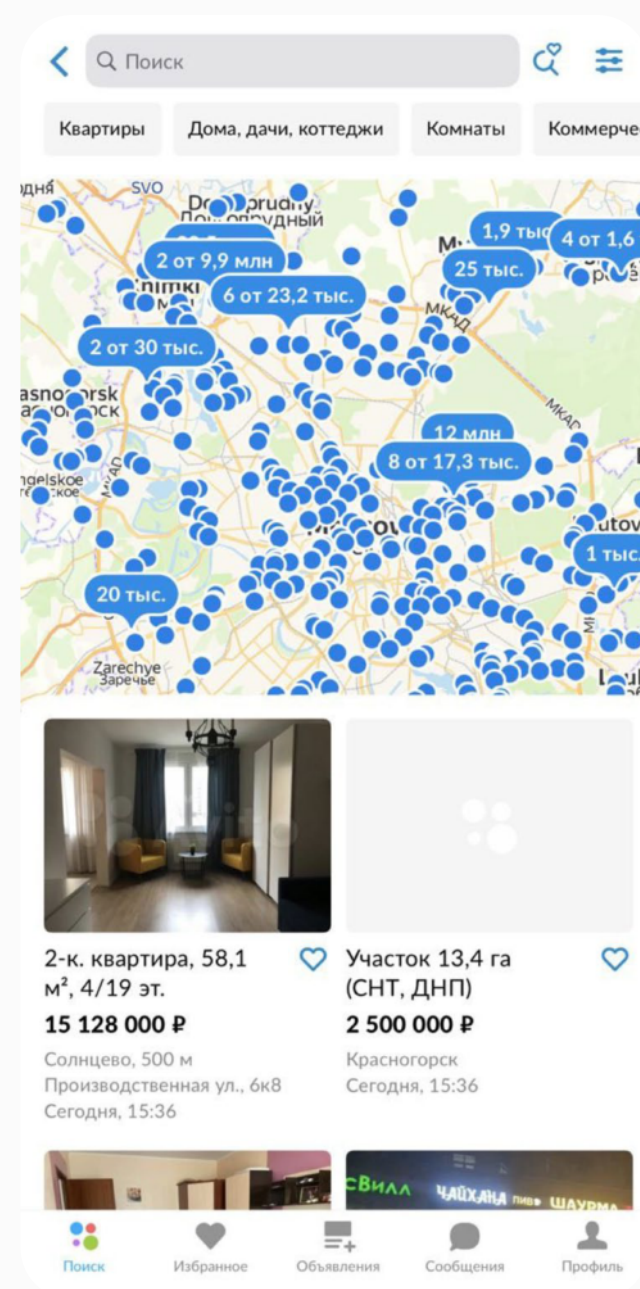 Поиск
Квартиры
Дома, дачи, коттеджи
Комнаты
SVO
1,9 тыс
4 от 1,6
2 от 9,9 млн
25 тыс.
6 от 23,2 тыс.
МКАД
2 от 30 тыс.
МКАД
12 млн
8 от 17,3 тыс.
МКАД
1 тыс.
20 тыс.
Zarechye
Заречье
Avito
2-к. квартира, 58,1
м², 4/19 эт.
15 128 000 ₽
Солнцево, 500 м
Производственная ул., 6к8
Сегодня, 15:36
Участок 13,4 га
(СНТ, ДНП)
2 500 000 ₽
Красногорск
Сегодня, 15:36
ЧАЙХАНА ПИВО ШАУРМА
Поиск
Избранное
Объявления
Сообщения
Профиль